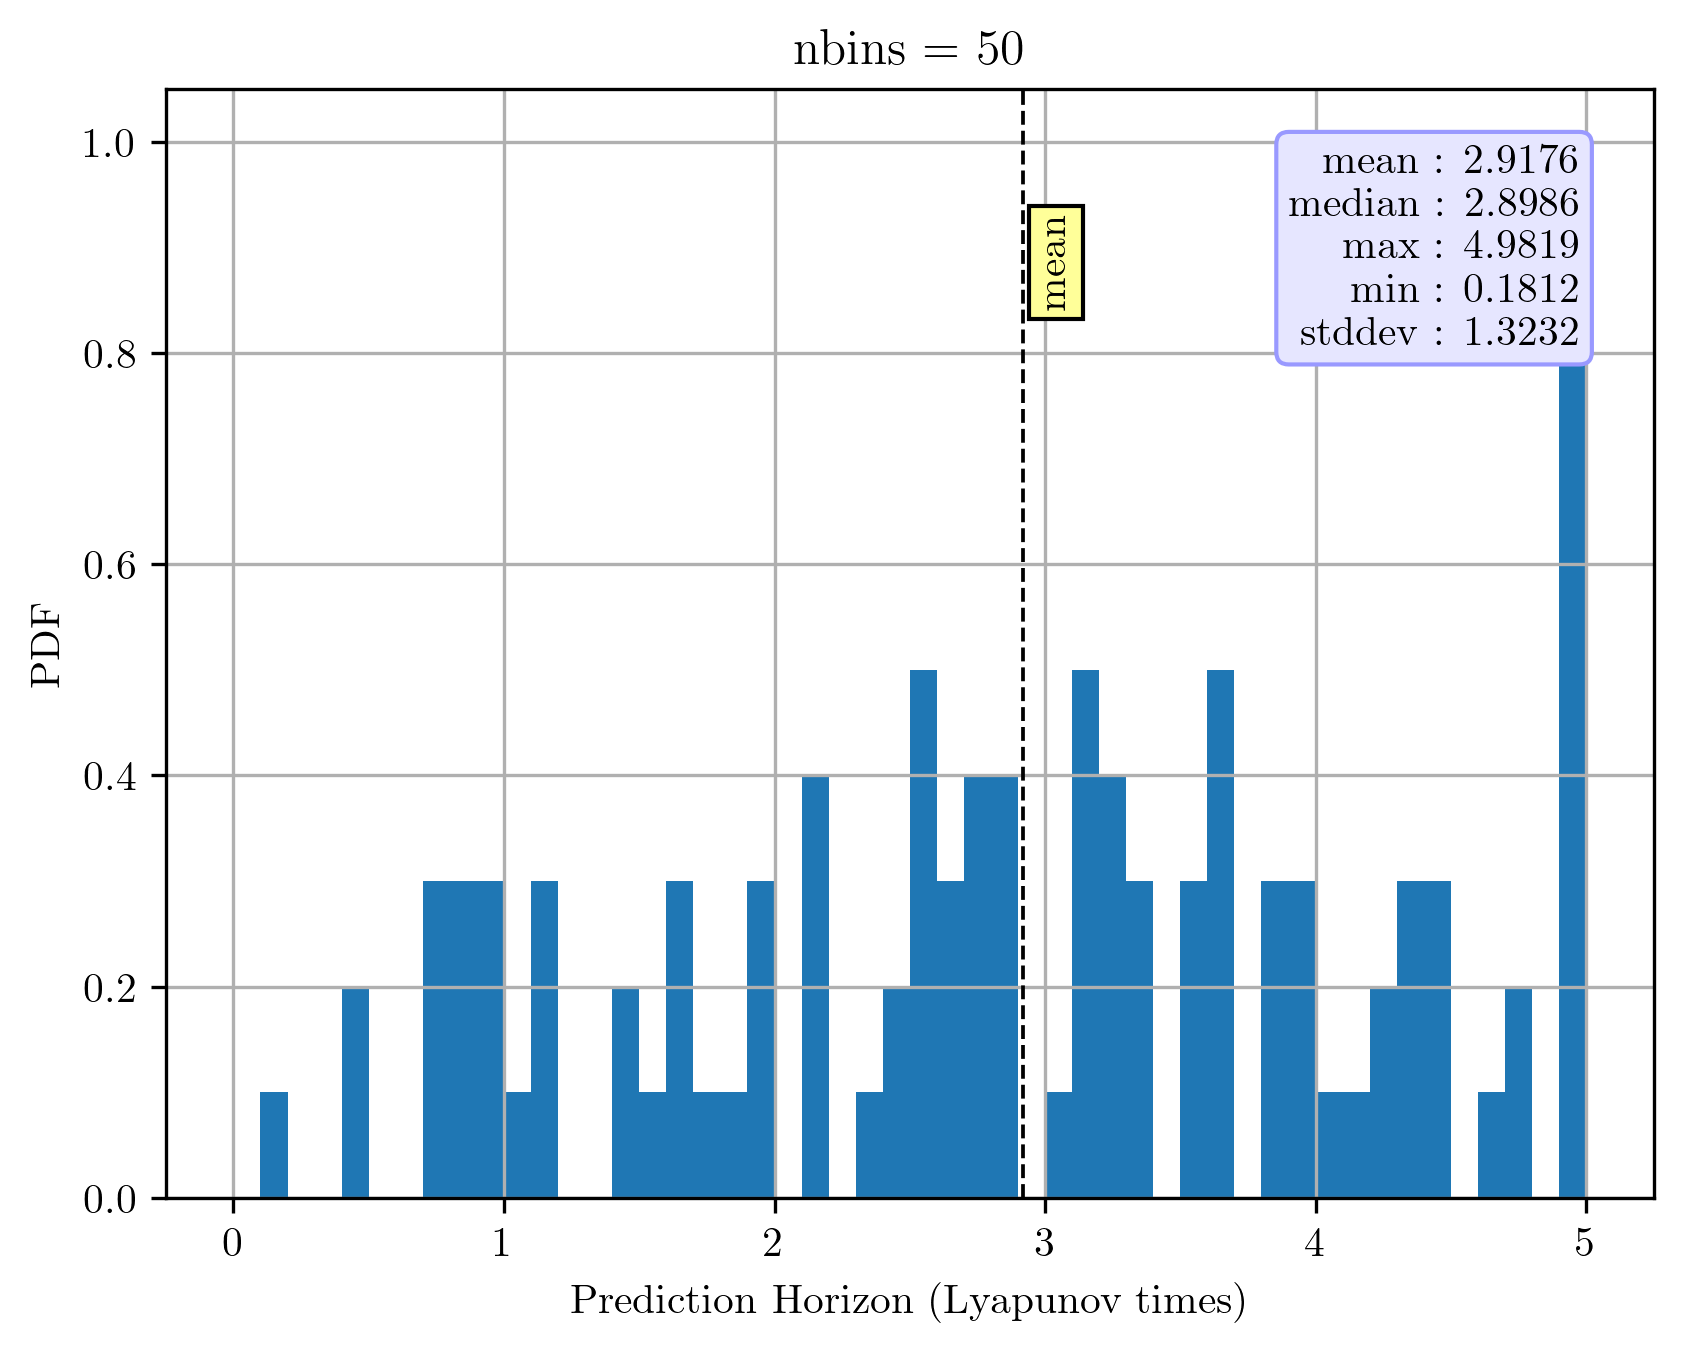 nbins = 50
mean : 2.9176
median : 2.8986
max : 4.9819
min : 0.1812
stddev : 1.3232
mean
1.0
0.8
0.6
0.4
0.2
0.0
PDF
0 1 2 3 4 5
Prediction Horizon (Lyapunov times)